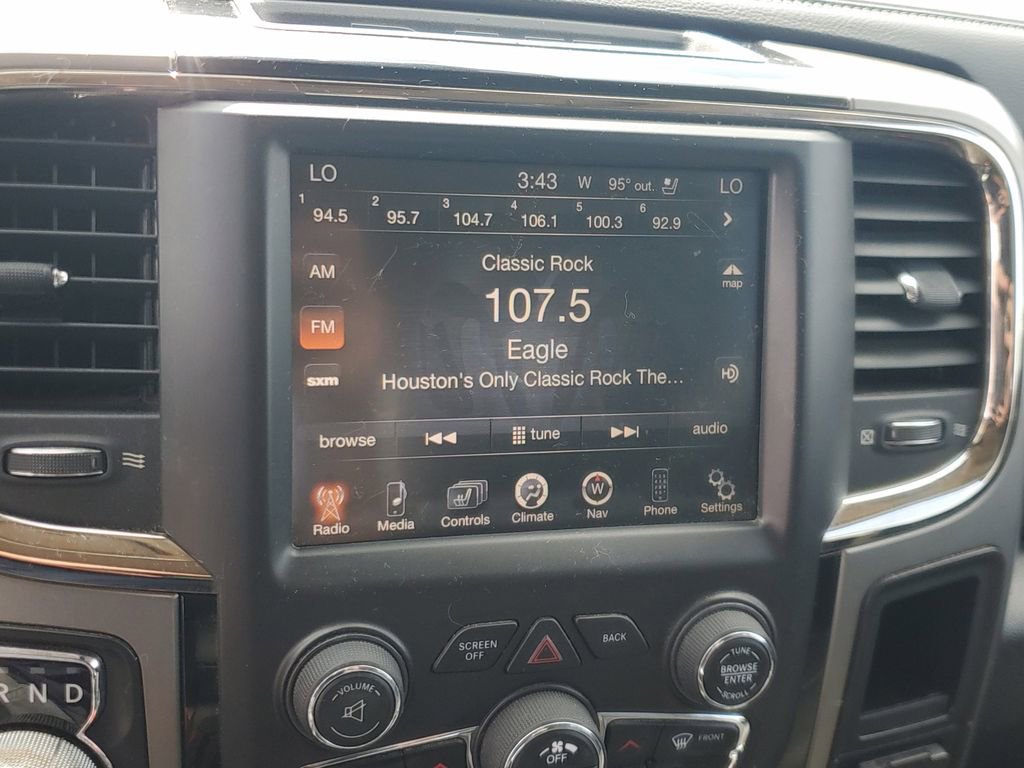 LO 3:43 W 95° out. LO
1 94.5 2 95.7 3 104.7 4 106.1 5 100.3 6 92.9
AM
Classic Rock
map
107.5
FM
Eagle
sxm
Houston's Only Classic Rock The...
HD
browse tune audio
Radio Media Controls Climate W Nav Phone Settings
SCREEN
OFF
BACK
VOLUME
TUNE
BROWSE
ENTER
SCROLL
R N D
OFF
FRONT